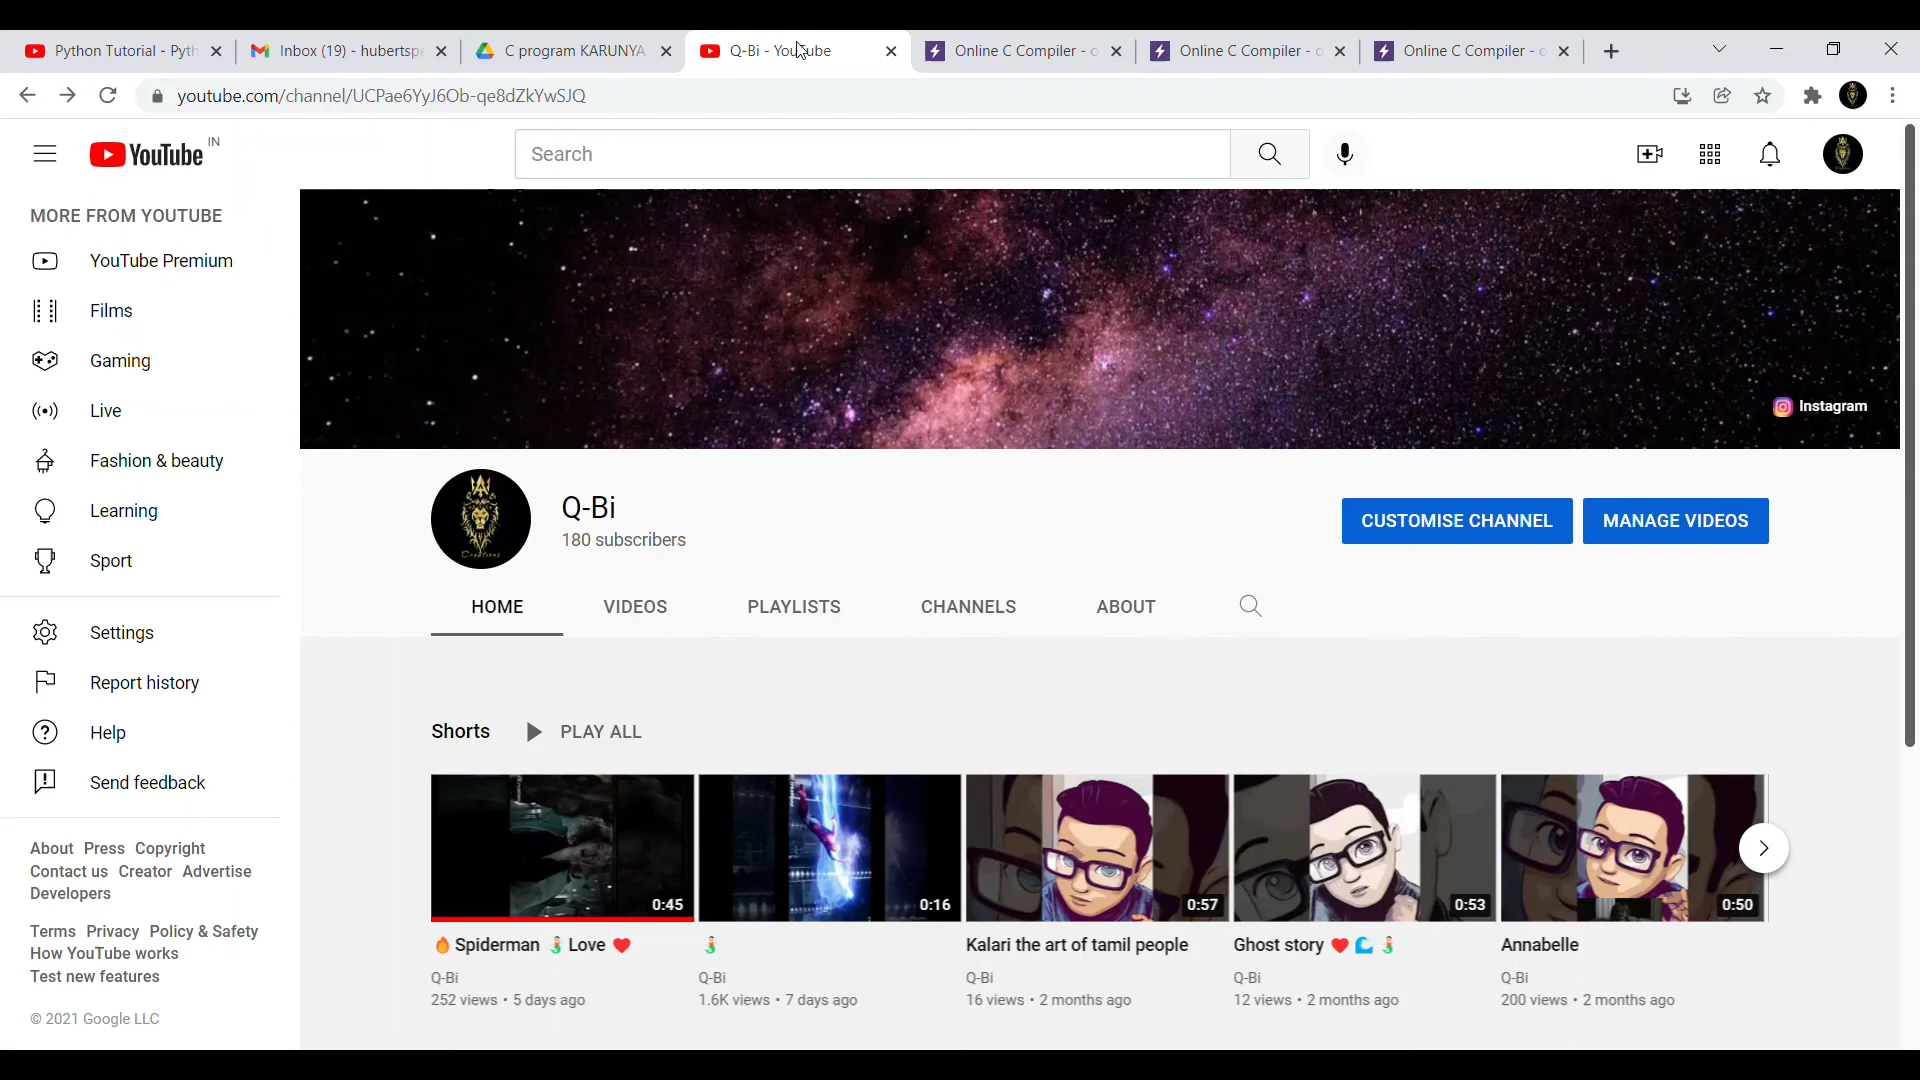 Python Tutorial - Pyth
Inbox (19) - hubertspe
C program KARUNYA
Q-Bi - YouTube
Online C Compiler - o
Online C Compiler - o
Online C Compiler - o
youtube.com/channel/UCPae6YyJ6Ob-qe8dZkYwSJQ
YouTube IN
Search
MORE FROM YOUTUBE
YouTube Premium
Films
Gaming
Live
Fashion & beauty
Learning
Sport
Settings
Report history
Help
Send feedback
About Press Copyright
Contact us Creator Advertise
Developers
Terms Privacy Policy & Safety
How YouTube works
Test new features
© 2021 Google LLC
Instagram
Creations
Q-Bi
180 subscribers
CUSTOMISE CHANNEL
MANAGE VIDEOS
HOME VIDEOS PLAYLISTS CHANNELS ABOUT
Shorts PLAY ALL
0:45
0:16
0:57
0:53
0:50
🔥 Spiderman 🧜‍♂️ Love ❤️
Q-Bi
252 views • 5 days ago
🧜‍♂️
Q-Bi
1.6K views • 7 days ago
Kalari the art of tamil people
Q-Bi
16 views • 2 months ago
Ghost story ❤️ 🌊 🧜‍♂️
Q-Bi
12 views • 2 months ago
Annabelle
Q-Bi
200 views • 2 months ago